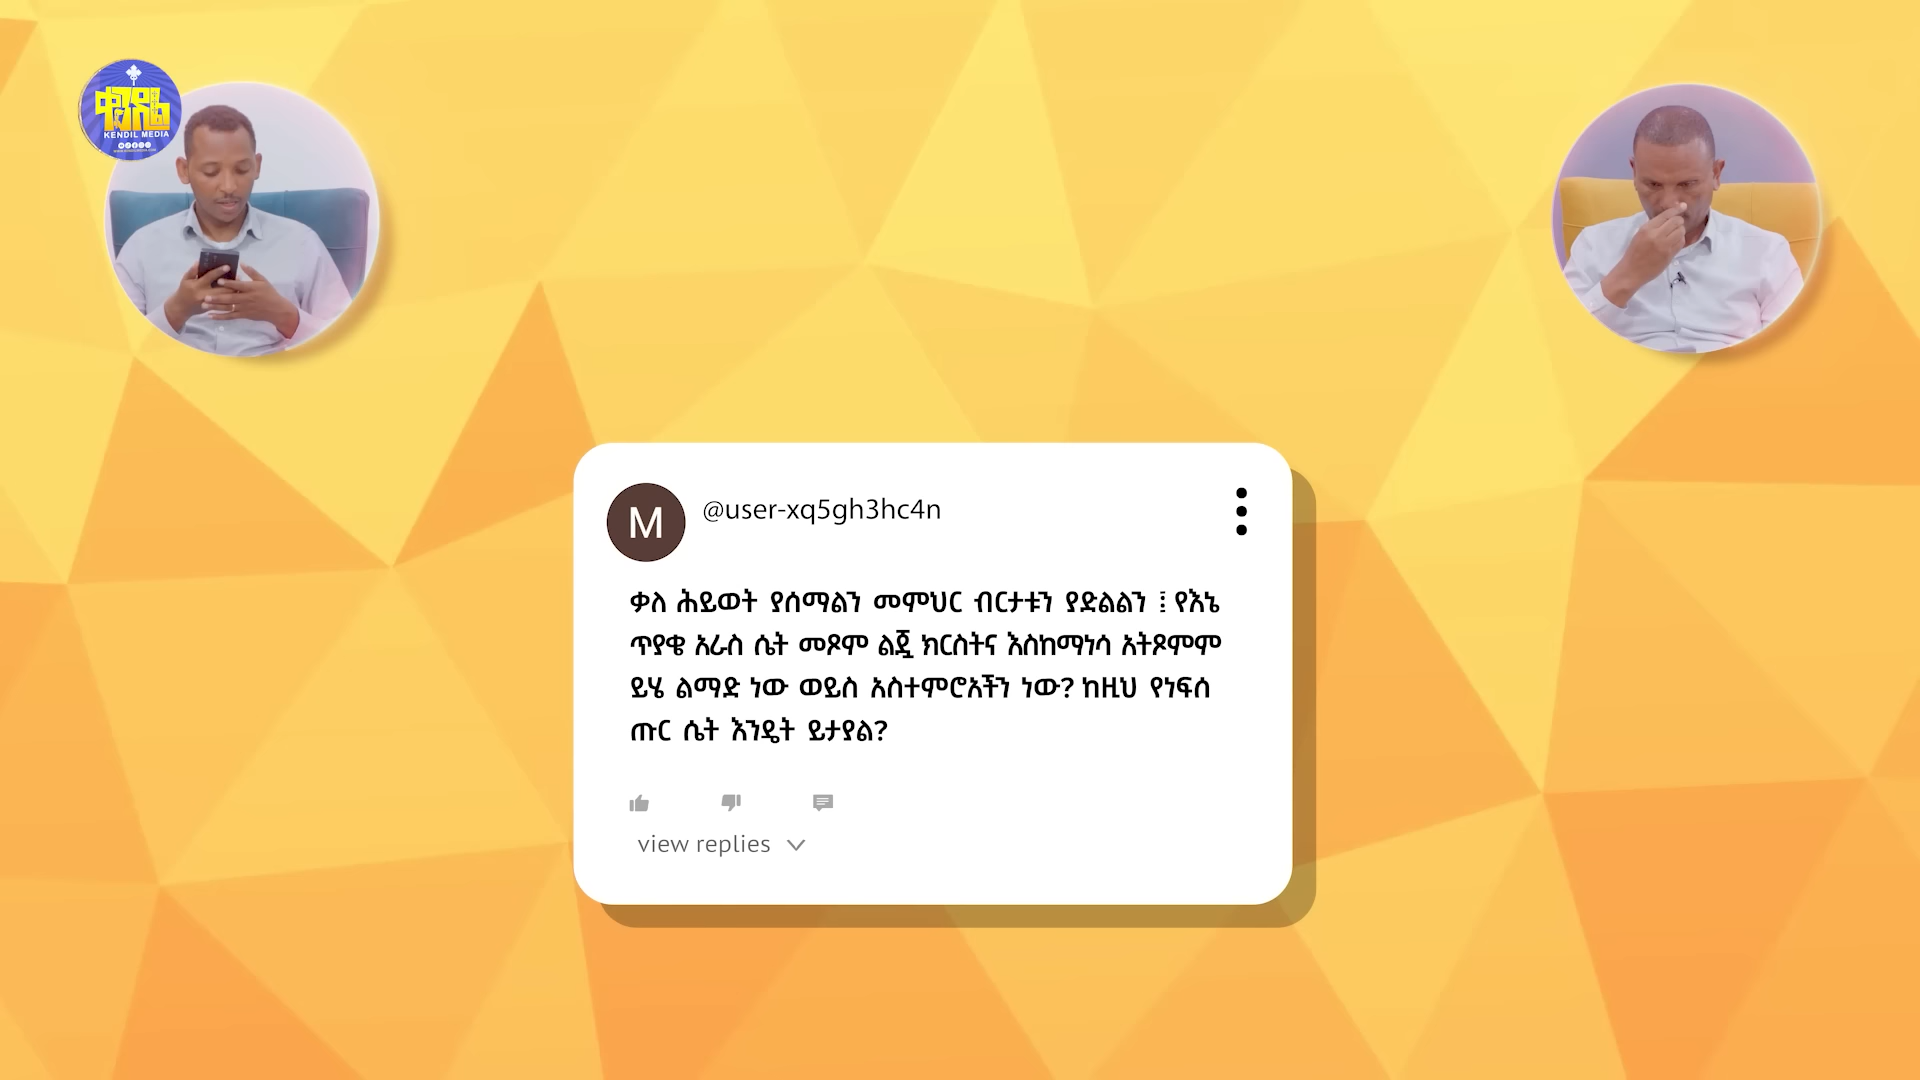 ቀንዲል
KENDIL MEDIA
M
@user-xq5gh3hc4n
ቃለ ሕይወት ያሰማልን መምህር ብርታቱን ያድልልን ፤ የእኔ
ጥያቄ አራስ ሴት መጾም ልጇ ክርስትና እስከማነሳ አትጾምም
ይሄ ልማድ ነው ወይስ አስተምሮአችን ነው? ከዚህ የነፍሰ
ጡር ሴት እንዴት ይታያል?
view replies